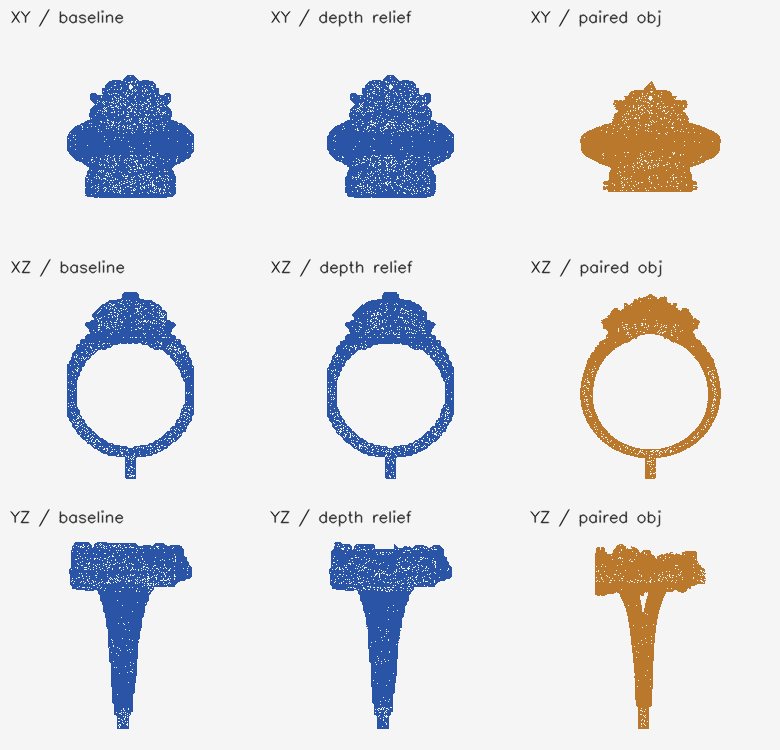 XY / baseline
XY / depth relief
XY / paired obj
XZ / baseline
XZ / depth relief
XZ / paired obj
YZ / baseline
YZ / depth relief
YZ / paired obj